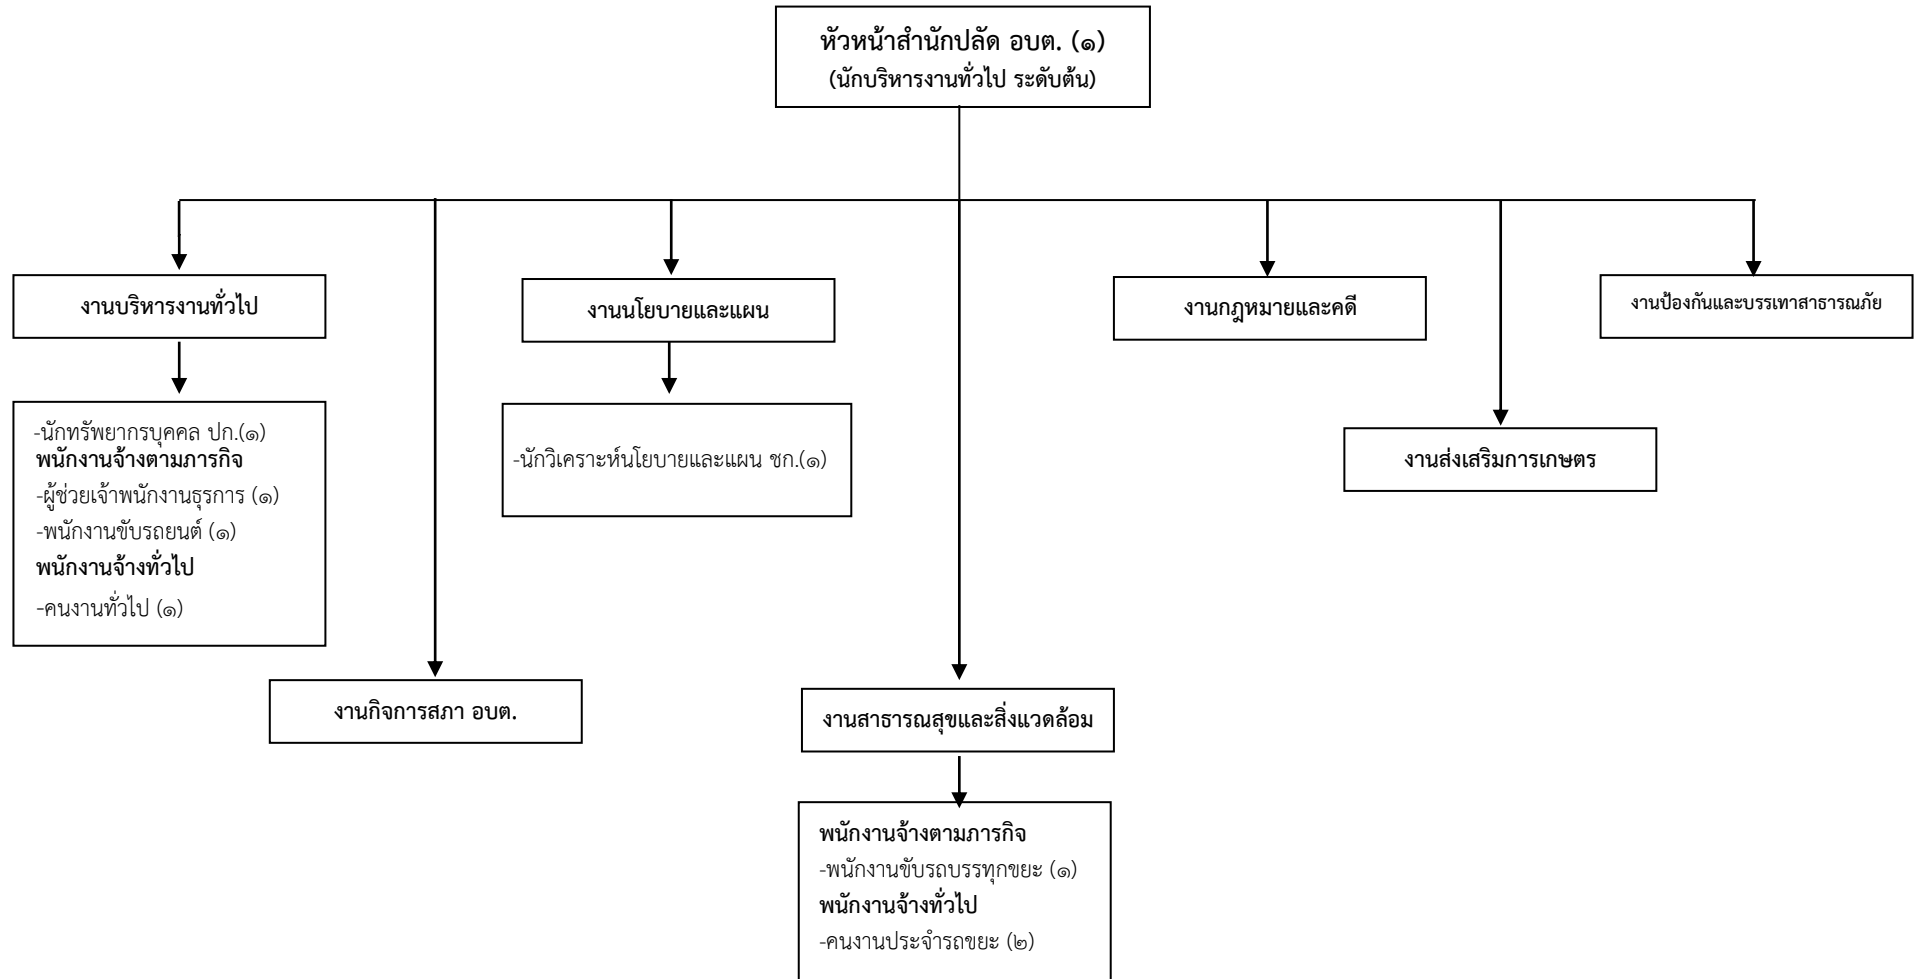 หัวหน้าสำนักปลัด อบต. (๑)
(นักบริหารงานทั่วไป ระดับต้น)
งานบริหารงานทั่วไป
งานนโยบายและแผน
งานกฎหมายและคดี
งานป้องกันและบรรเทาสาธารณภัย
-นักทรัพยากรบุคคล ปก.(๑)
พนักงานจ้างตามภารกิจ
-ผู้ช่วยเจ้าพนักงานธุรการ (๑)
-พนักงานขับรถยนต์ (๑)
พนักงานจ้างทั่วไป
-คนงานทั่วไป (๑)
-นักวิเคราะห์นโยบายและแผน ชก.(๑)
งานส่งเสริมการเกษตร
งานกิจการสภา อบต.
งานสาธารณสุขและสิ่งแวดล้อม
พนักงานจ้างตามภารกิจ
-พนักงานขับรถบรรทุกขยะ (๑)
พนักงานจ้างทั่วไป
-คนงานประจำรถขยะ (๒)